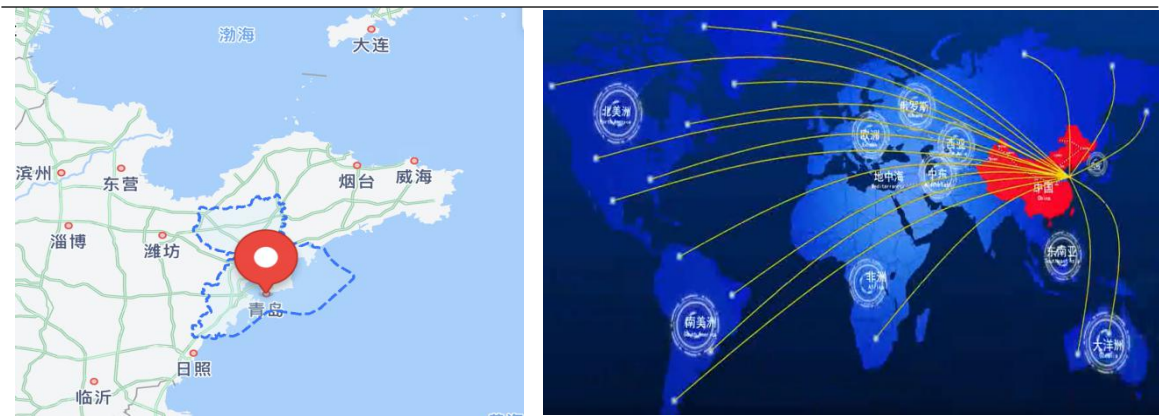 渤海
大连
滨州
东营
烟台
威海
淄博
潍坊
青岛
日照
临沂
北美洲
俄罗斯
欧洲
西亚
地中海
中东
中国
China
东南亚
非洲
南美洲
大洋洲